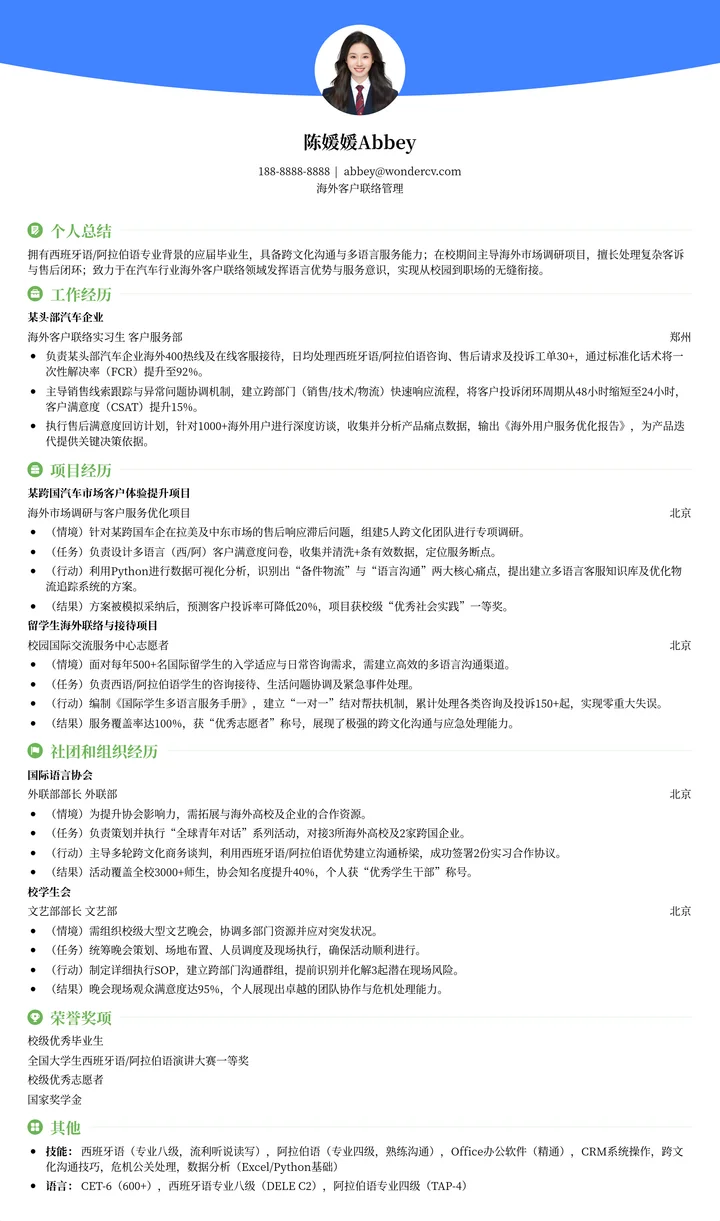 陈媛媛Abbey
188-8888-8888 | abbey@wondercv.com
海外客户联络管理
个人总结
拥有西班牙语/阿拉伯语专业背景的应届毕业生，具备跨文化沟通与多语言服务能力；在校期间主导海外市场调研项目，擅长处理复杂客诉
与售后闭环；致力于在汽车行业海外客户联络领域发挥语言优势与服务意识，实现从校园到职场的无缝衔接。
工作经历
某头部汽车企业
海外客户联络实习生 客户服务部 郑州
• 负责某头部汽车企业海外400热线及在线客服接待，日均处理西班牙语/阿拉伯语咨询、售后请求及投诉工单30+，通过标准化话术将一
次性解决率（FCR）提升至92%。
• 主导销售线索跟踪与异常问题协调机制，建立跨部门（销售/技术/物流）快速响应流程，将客户投诉闭环周期从48小时缩短至24小时，
客户满意度（CSAT）提升15%。
• 执行售后满意度回访计划，针对1000+海外用户进行深度访谈，收集并分析产品痛点数据，输出《海外用户服务优化报告》，为产品迭
代提供关键决策依据。
项目经历
某跨国汽车市场客户体验提升项目
海外市场调研与客户服务优化项目 北京
• （情境）针对某跨国车企在拉美及中东市场的售后响应滞后问题，组建5人跨文化团队进行专项调研。
• （任务）负责设计多语言（西/阿）客户满意度问卷，收集并清洗+条有效数据，定位服务断点。
• （行动）利用Python进行数据可视化分析，识别出“备件物流”与“语言沟通”两大核心痛点，提出建立多语言客服知识库及优化物
流追踪系统的方案。
• （结果）方案被模拟采纳后，预测客户投诉率可降低20%，项目获校级“优秀社会实践”一等奖。
留学生海外联络与接待项目
校园国际交流服务中心志愿者 北京
• （情境）面对每年500+名国际留学生的入学适应与日常咨询需求，需建立高效的多语言沟通渠道。
• （任务）负责西语/阿拉伯语学生的咨询接待、生活问题协调及紧急事件处理。
• （行动）编制《国际学生多语言服务手册》，建立“一对一”结对帮扶机制，累计处理各类咨询及投诉150+起，实现零重大失误。
• （结果）服务覆盖率达100%，获“优秀志愿者”称号，展现了极强的跨文化沟通与应急处理能力。
社团和组织经历
国际语言协会
外联部部长 外联部 北京
• （情境）为提升协会影响力，需拓展与海外高校及企业的合作资源。
• （任务）负责策划并执行“全球青年对话”系列活动，对接3所海外高校及2家跨国企业。
• （行动）主导多轮跨文化商务谈判，利用西班牙语/阿拉伯语优势建立沟通桥梁，成功签署2份实习合作协议。
• （结果）活动覆盖全校3000+师生，协会知名度提升40%，个人获“优秀学生干部”称号。
校学生会
文艺部部长 文艺部 北京
• （情境）需组织校级大型文艺晚会，协调多部门资源并应对突发状况。
• （任务）统筹晚会策划、场地布置、人员调度及现场执行，确保活动顺利进行。
• （行动）制定详细执行SOP，建立跨部门沟通群组，提前识别并化解3起潜在现场风险。
• （结果）晚会现场观众满意度达95%，个人展现出卓越的团队协作与危机处理能力。
荣誉奖项
校级优秀毕业生
全国大学生西班牙语/阿拉伯语演讲大赛一等奖
校级优秀志愿者
国家奖学金
其他
• 技能： 西班牙语（专业八级，流利听说读写），阿拉伯语（专业四级，熟练沟通），Office办公软件（精通），CRM系统操作，跨文
化沟通技巧，危机公关处理，数据分析（Excel/Python基础）
• 语言： CET-6（600+），西班牙语专业八级（DELE C2），阿拉伯语专业四级（TAP-4）